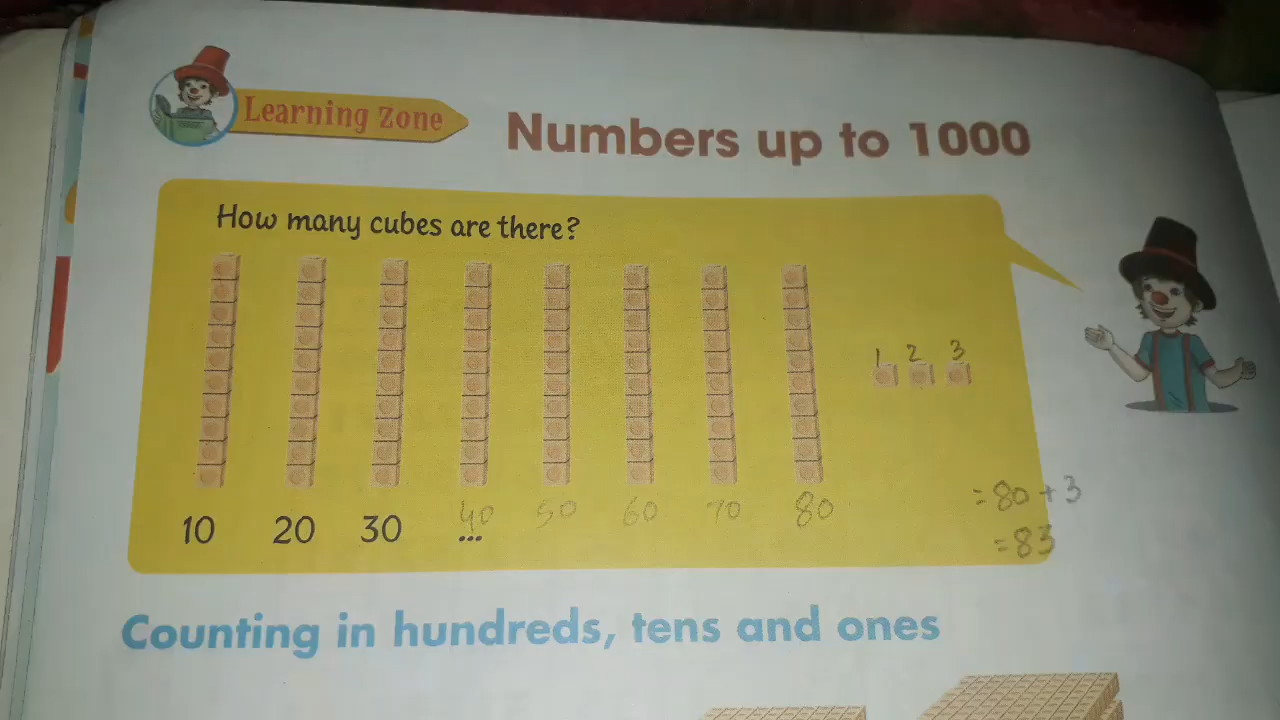 Learning Zone
Numbers up to 1000
How many cubes are there?
1 2 3
10 20 30 40 50 60 70 80
...
= 80 + 3
= 83
Counting in hundreds, tens and ones